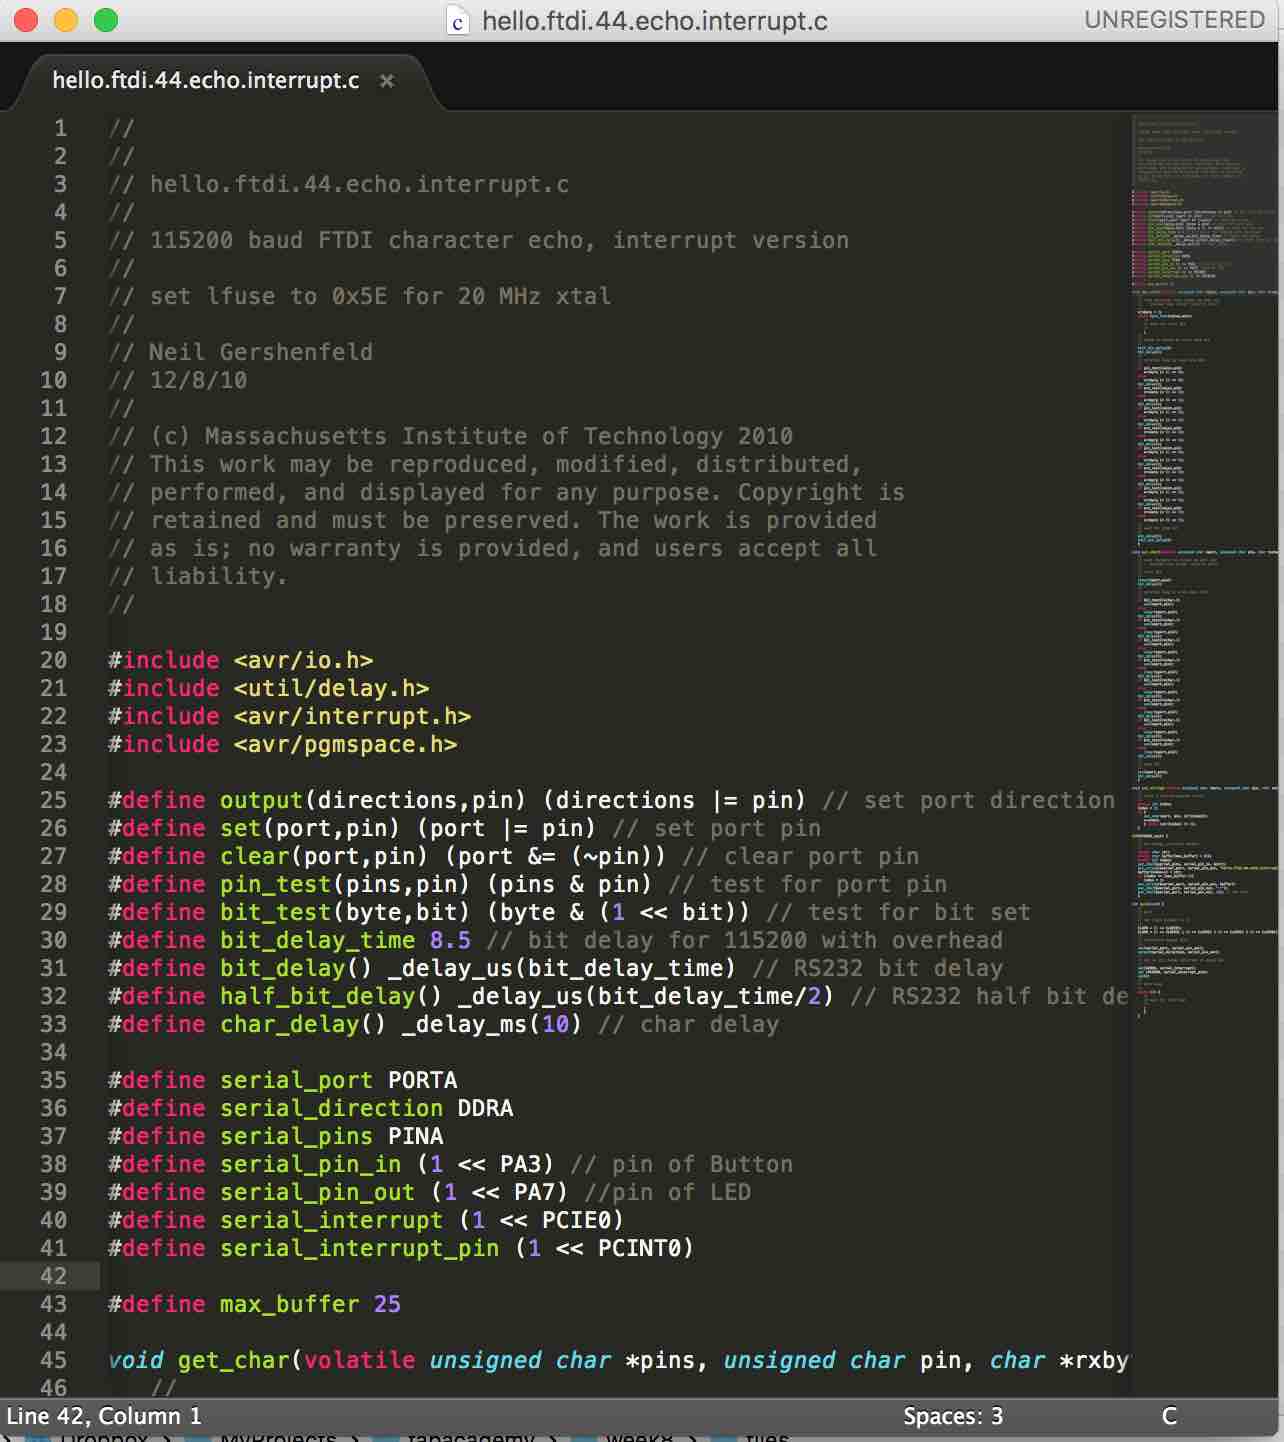 hello.ftdi.44.echo.interrupt.c
UNREGISTERED
hello.ftdi.44.echo.interrupt.c ×
1 //
2 //
3 // hello.ftdi.44.echo.interrupt.c
4 //
5 // 115200 baud FTDI character echo, interrupt version
6 //
7 // set lfuse to 0x5E for 20 MHz xtal
8 //
9 // Neil Gershenfeld
10 // 12/8/10
11 //
12 // (c) Massachusetts Institute of Technology 2010
13 // This work may be reproduced, modified, distributed,
14 // performed, and displayed for any purpose. Copyright is
15 // retained and must be preserved. The work is provided
16 // as is; no warranty is provided, and users accept all
17 // liability.
18 //
19
20 #include <avr/io.h>
21 #include <util/delay.h>
22 #include <avr/interrupt.h>
23 #include <avr/pgmspace.h>
24
25 #define output(directions,pin) (directions |= pin) // set port direction
26 #define set(port,pin) (port |= pin) // set port pin
27 #define clear(port,pin) (port &= (~pin)) // clear port pin
28 #define pin_test(pins,pin) (pins & pin) // test for port pin
29 #define bit_test(byte,bit) (byte & (1 << bit)) // test for bit set
30 #define bit_delay_time 8.5 // bit delay for 115200 with overhead
31 #define bit_delay() _delay_us(bit_delay_time) // RS232 bit delay
32 #define half_bit_delay() _delay_us(bit_delay_time/2) // RS232 half bit de
33 #define char_delay() _delay_ms(10) // char delay
34
35 #define serial_port PORTA
36 #define serial_direction DDRA
37 #define serial_pins PINA
38 #define serial_pin_in (1 << PA3) // pin of Button
39 #define serial_pin_out (1 << PA7) //pin of LED
40 #define serial_interrupt (1 << PCIE0)
41 #define serial_interrupt_pin (1 << PCINT0)
42
43 #define max_buffer 25
44
45 void get_char(volatile unsigned char *pins, unsigned char pin, char *rxby
46 //
Line 42, Column 1
Spaces: 3
C
Dropbox
MyProjects
fabacademy
week8
files